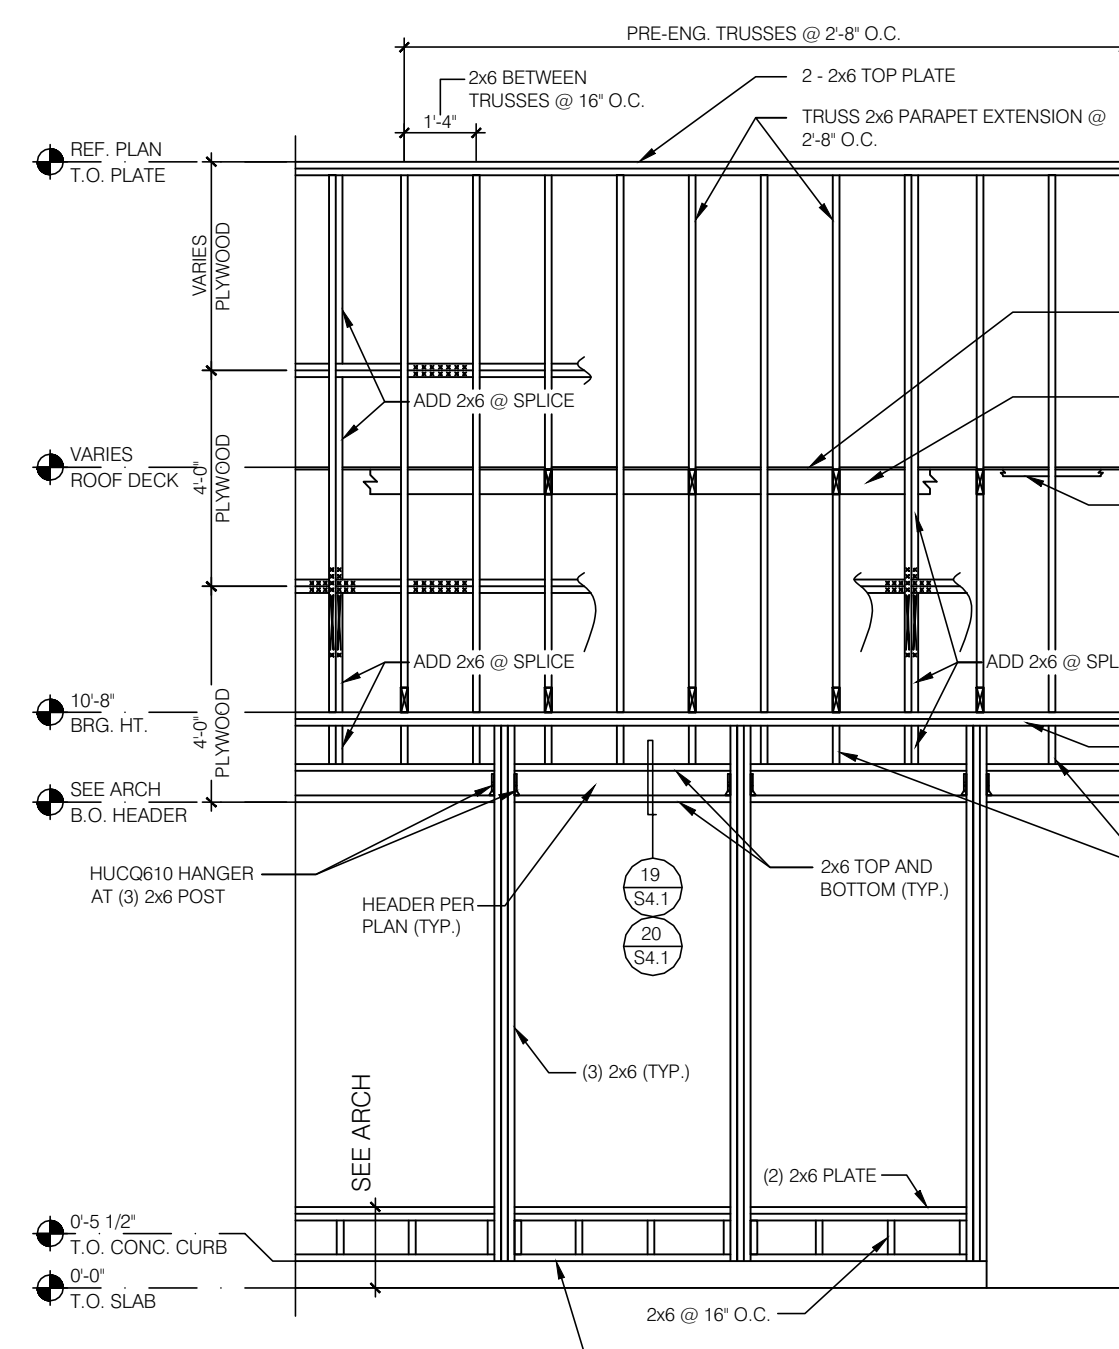 PRE-ENG. TRUSSES @ 2'-8" O.C.
2x6 BETWEEN
TRUSSES @ 16" O.C.
2 - 2x6 TOP PLATE
1'-4"
TRUSS 2x6 PARAPET EXTENSION @
2'-8" O.C.
REF. PLAN
T.O. PLATE
VARIES
PLYWOOD
ADD 2x6 @ SPLICE
VARIES
ROOF DECK
4'-0"
PLYWOOD
ADD 2x6 @ SPLICE
ADD 2x6 @ SPL
10'-8"
BRG. HT.
4'-0"
PLYWOOD
SEE ARCH
B.O. HEADER
HUCQ610 HANGER
AT (3) 2x6 POST
HEADER PER
PLAN (TYP.)
19
S4.1
20
S4.1
2x6 TOP AND
BOTTOM (TYP.)
(3) 2x6 (TYP.)
SEE ARCH
(2) 2x6 PLATE
0'-5 1/2"
T.O. CONC. CURB
0'-0"
T.O. SLAB
2x6 @ 16" O.C.